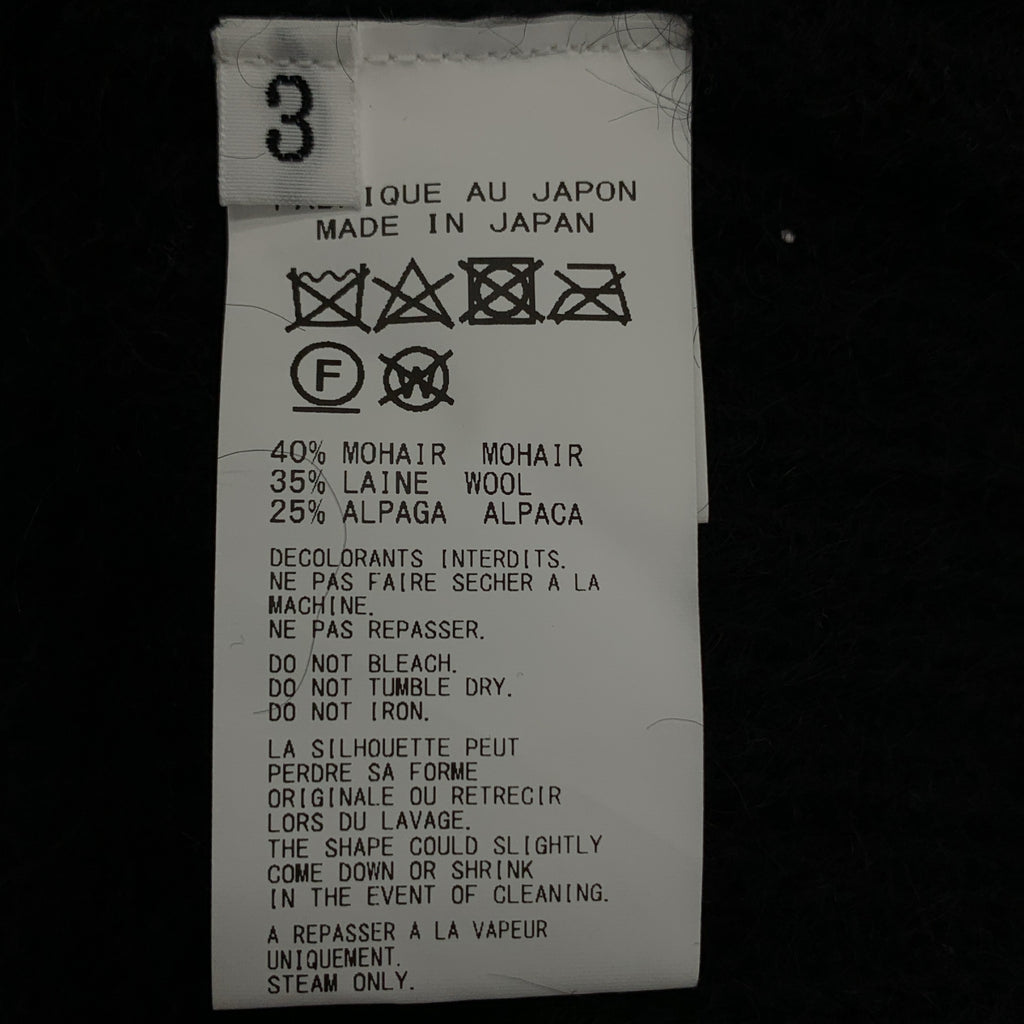 3
IQUE AU JAPON
MADE IN JAPAN
F
W
40% MOHAIR MOHAIR
35% LAINE WOOL
25% ALPAGA ALPACA
DECOLORANTS INTERDITS.
NE PAS FAIRE SECHER A LA
MACHINE.
NE PAS REPASSER.
DO NOT BLEACH.
DO NOT TUMBLE DRY.
DO NOT IRON.
LA SILHOUETTE PEUT
PERDRE SA FORME
ORIGINALE OU RETRECIR
LORS DU LAVAGE.
THE SHAPE COULD SLIGHTLY
COME DOWN OR SHRINK
IN THE EVENT OF CLEANING.
A REPASSER A LA VAPEUR
UNIQUEMENT.
STEAM ONLY.